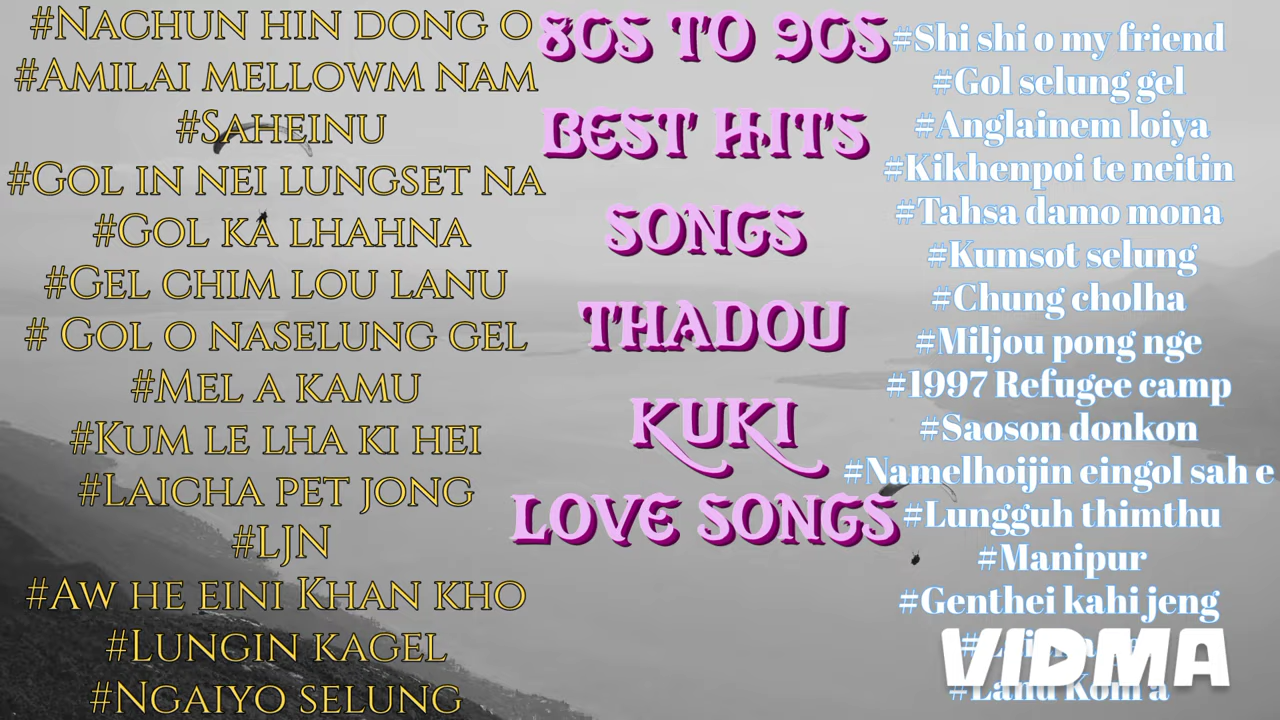 #Nachun hin dong o
#Amilai mellowm nam
#Saheinu
#Gol in nei lungset na
#Gol ka lhahna
#Gel chim lou lanu
# Gol o naselung gel
#Mel a kamu
#Kum le lha ki hei
#Laicha pet jong
#LJN
#Aw he eini Khan kho
#Lungin kagel
#Ngaiyo selung
80s to 90s
Best Hits
Songs
Thadou
Kuki
Love Songs
#Shi shi o my friend
#Gol selung gel
#Anglainem loiya
#Kikhenpoi te neitin
#Tahsa damo mona
#Kumsot selung
#Chung cholha
#Miljou pong nge
#1997 Refugee camp
#Saoson donkon
#Namelhoijin eingol sah e
#Lungguh thimthu
#Manipur
#Genthei kahi jeng
#Lanu Kom a
VIDMA